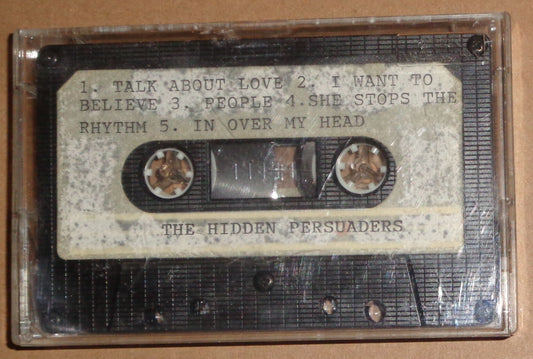 1. TALK ABOUT LOVE 2. I WANT TO
BELIEVE 3. PEOPLE 4.SHE STOPS THE
RHYTHM 5. IN OVER MY HEAD
THE HIDDEN PERSUADERS